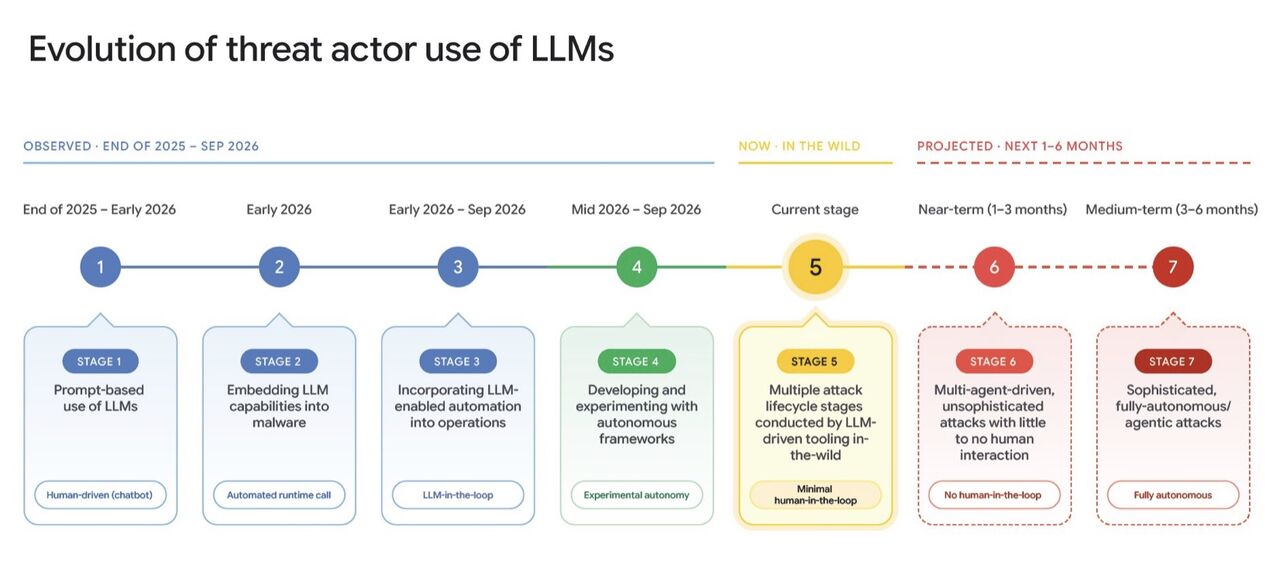 Evolution of threat actor use of LLMs
OBSERVED · END OF 2025 – SEP 2026
NOW · IN THE WILD
PROJECTED · NEXT 1–6 MONTHS
End of 2025 – Early 2026
Early 2026
Early 2026 – Sep 2026
Mid 2026 – Sep 2026
Current stage
Near-term (1–3 months)
Medium-term (3–6 months)
1
2
3
4
5
6
7
STAGE 1
Prompt-based
use of LLMs
Human-driven (chatbot)
STAGE 2
Embedding LLM
capabilities into
malware
Automated runtime call
STAGE 3
Incorporating LLM-
enabled automation
into operations
LLM-in-the-loop
STAGE 4
Developing and
experimenting with
autonomous
frameworks
Experimental autonomy
STAGE 5
Multiple attack
lifecycle stages
conducted by LLM-
driven tooling in-
the-wild
Minimal
human-in-the-loop
STAGE 6
Multi-agent-driven,
unsophisticated
attacks with little
to no human
interaction
No human-in-the-loop
STAGE 7
Sophisticated,
fully-autonomous/
agentic attacks
Fully autonomous